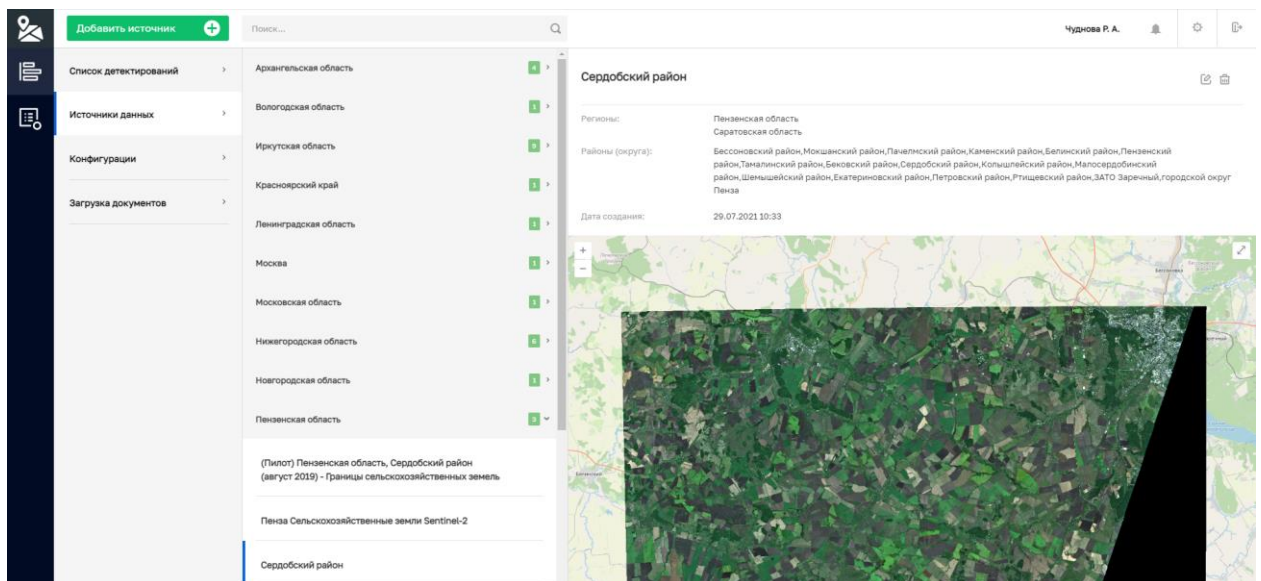 Добавить источник
Поиск...
Чуднова Р. А.
Список детектирований
Источники данных
Конфигурации
Загрузка документов
Архангельская область
4
Вологодская область
1
Иркутская область
9
Красноярский край
1
Ленинградская область
1
Москва
1
Московская область
1
Нижегородская область
6
Новгородская область
1
Пензенская область
3
(Пилот) Пензенская область, Сердобский район
(август 2019) - Границы сельскохозяйственных земель
Пенза Сельскохозяйственные земли Sentinel-2
Сердобский район
Сердобский район
Регионы:
Пензенская область
Саратовская область
Районы (округа):
Бессоновский район,Мокшанский район,Пачелмский район,Каменский район,Белинский район,Пензенский
район,Тамалинский район,Бековский район,Сердобский район,Колышлейский район,Малосердобинский
район,Шемышейский район,Екатериновский район,Петровский район,Ртищевский район,ЗАТО Заречный,городской округ
Пенза
Дата создания:
29.07.2021 10:33
+
−